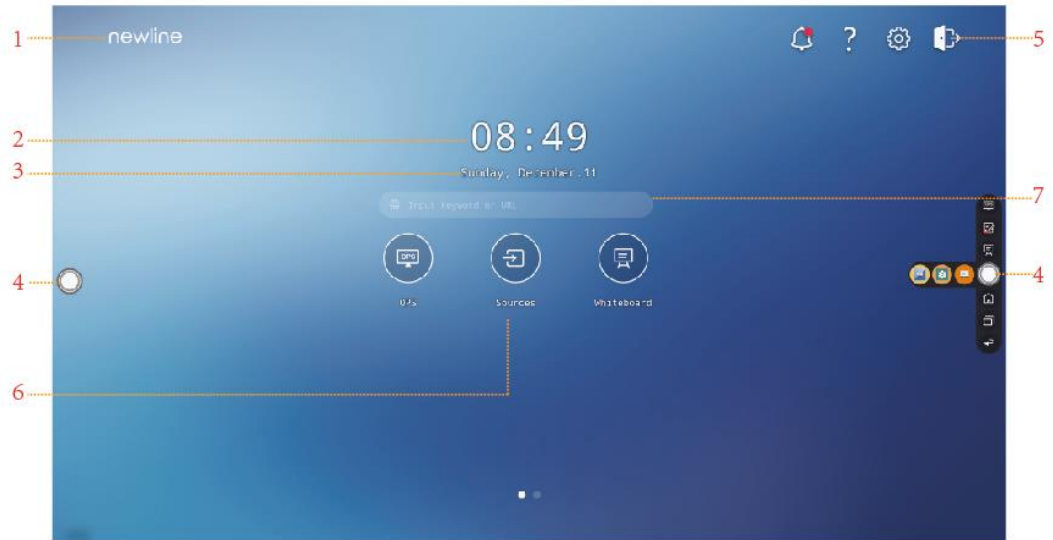 1
newline
5
2
08:49
3
Sunday, December.11
7
Input keyword or URL
OPS
4
4
OPS
Sources
Whiteboard
6